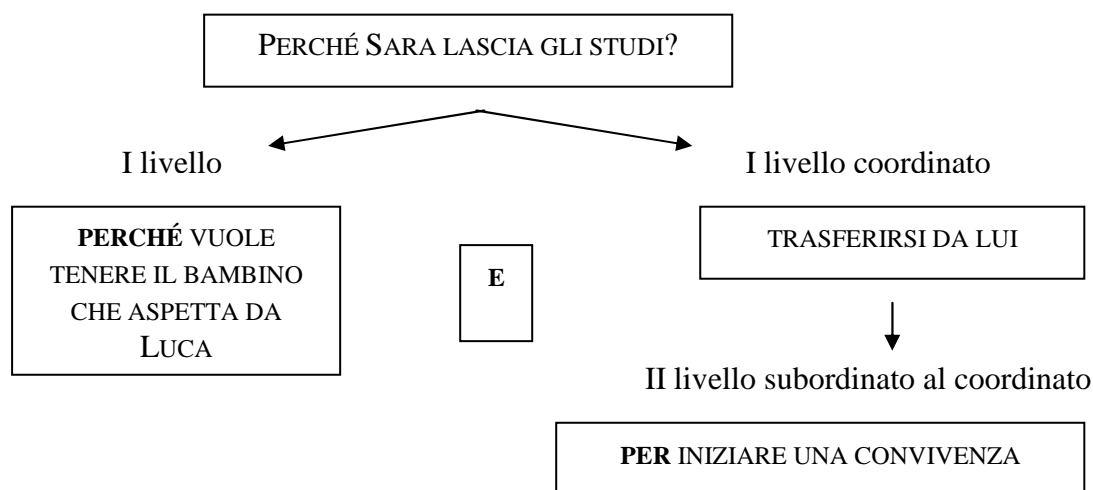 PERCHÉ SARA LASCIA GLI STUDI?
I livello
I livello coordinato
PERCHÉ VUOLE
TENERE IL BAMBINO
CHE ASPETTA DA
LUCA
E
TRASFERIRSI DA LUI
II livello subordinato al coordinato
PER INIZIARE UNA CONVIVENZA